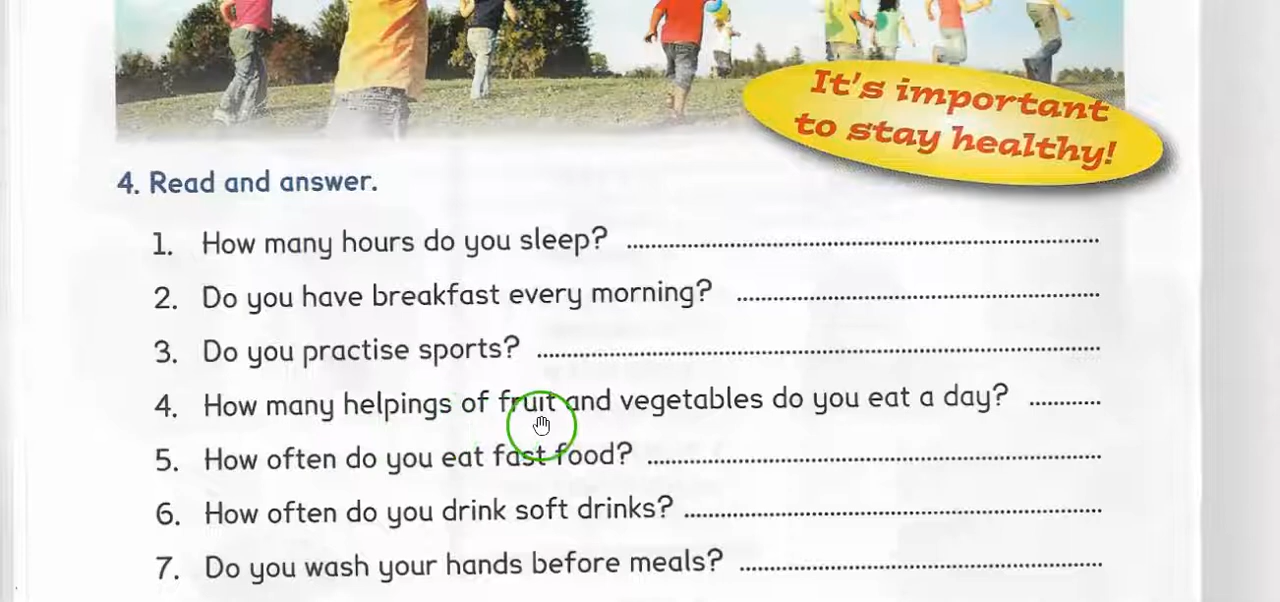 It's important
to stay healthy!
4. Read and answer.
1. How many hours do you sleep? ........................................
2. Do you have breakfast every morning? ........................................
3. Do you practise sports? ........................................
4. How many helpings of fruit and vegetables do you eat a day? ............
5. How often do you eat fast food? ........................................
6. How often do you drink soft drinks? ........................................
7. Do you wash your hands before meals? ........................................